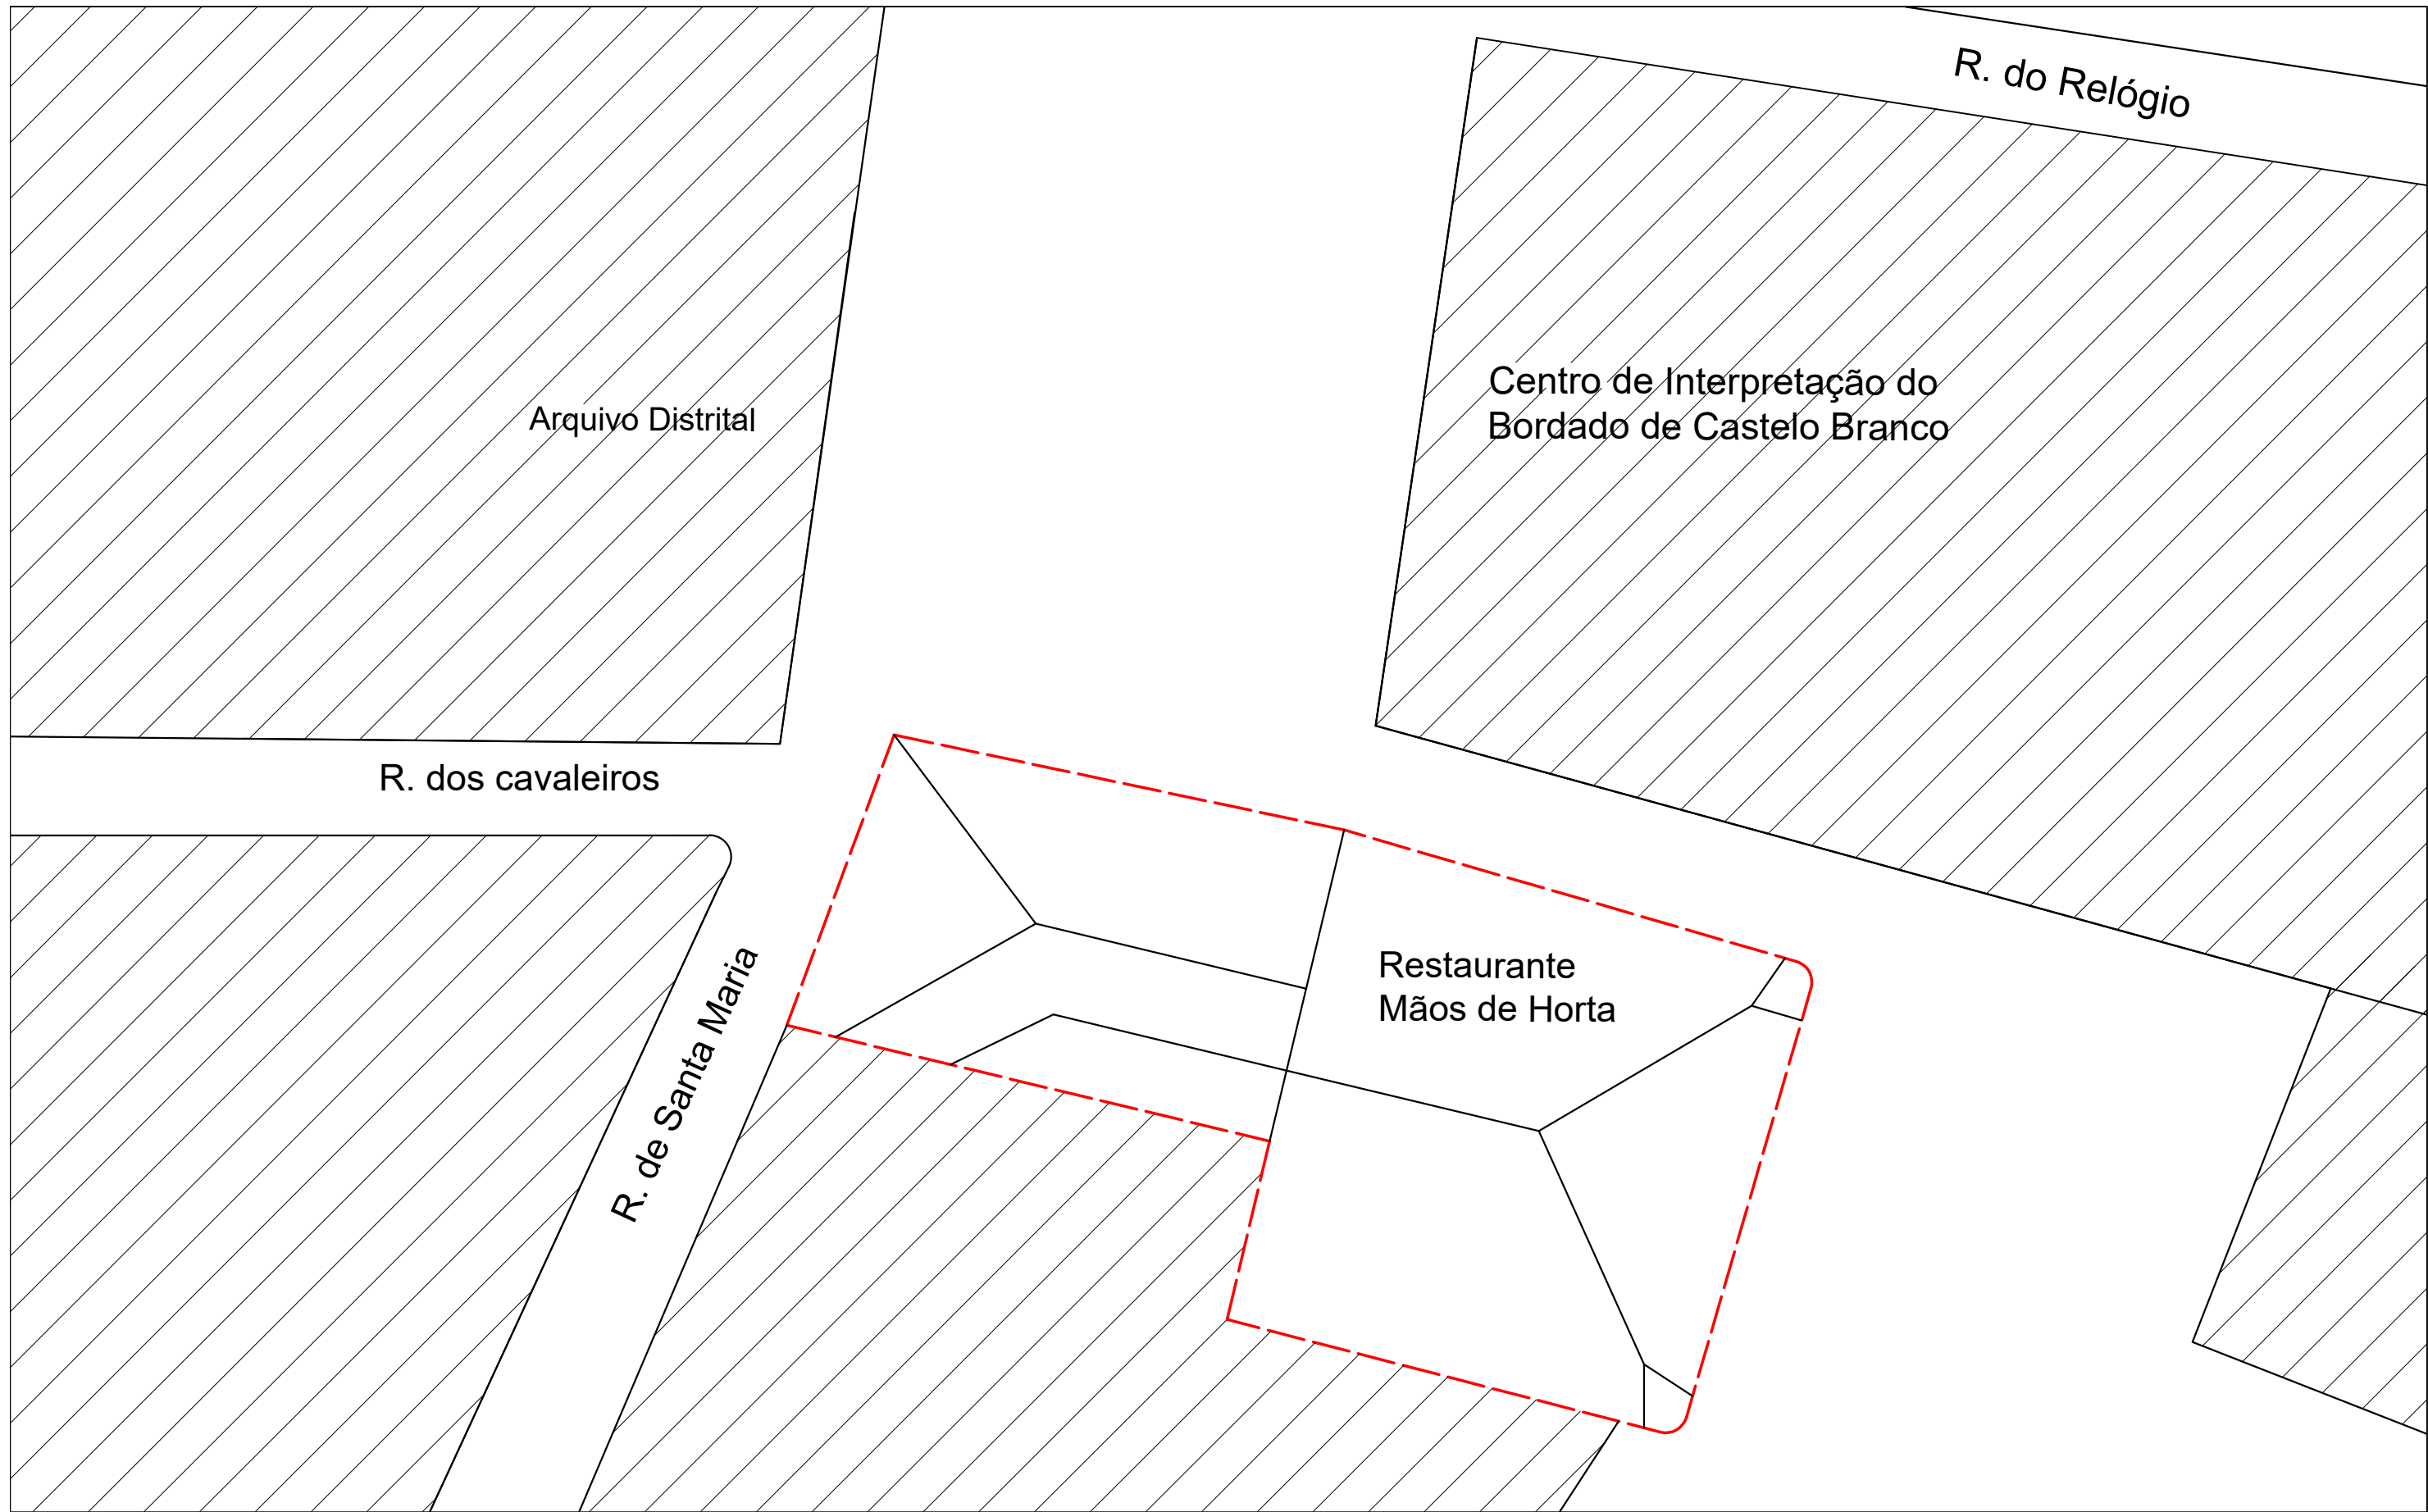 R. do Relógio
Centro de Interpretação do
Bordado de Castelo Branco
Arquivo Distrital
R. dos cavaleiros
Restaurante
Mãos de Horta
R. de Santa Maria